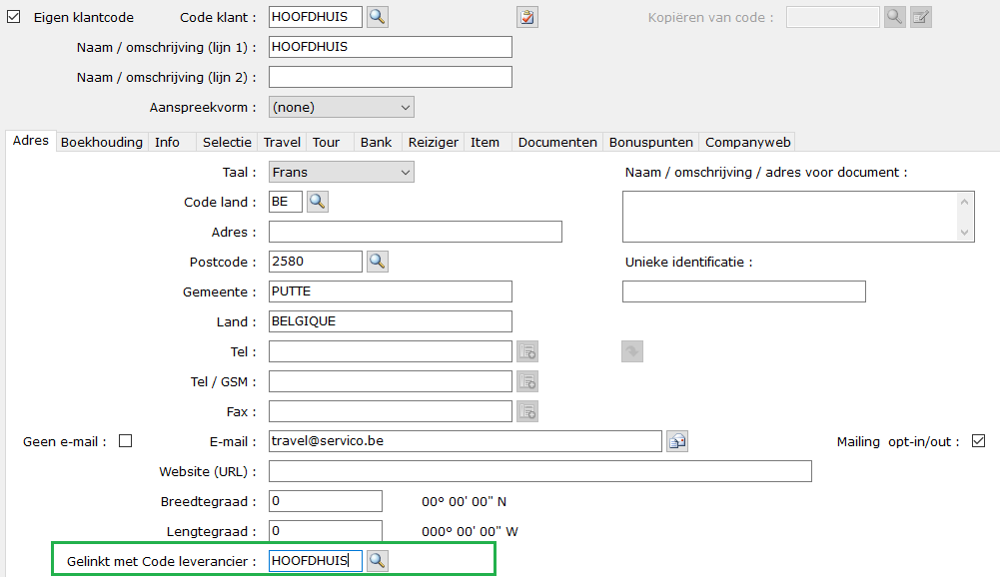 Eigen klantcode Code klant : HOOFDHUIS Kopiëren van code :
Naam / omschrijving (lijn 1) : HOOFDHUIS
Naam / omschrijving (lijn 2) :
Aanspreekvorm : (none)
Adres Boekhouding Info Selectie Travel Tour Bank Reiziger Item Documenten Bonuspunten Companyweb
Taal : Frans Naam / omschrijving / adres voor document :
Code land : BE
Adres :
Postcode : 2580 Unieke identificatie :
Gemeente : PUTTE
Land : BELGIQUE
Tel :
Tel / GSM :
Fax :
Geen e-mail : E-mail : travel@servico.be Mailing opt-in/out :
Website (URL) :
Breedtegraad : 0 00° 00' 00" N
Lengtegraad : 0 000° 00' 00" W
Gelinkt met Code leverancier : HOOFDHUIS